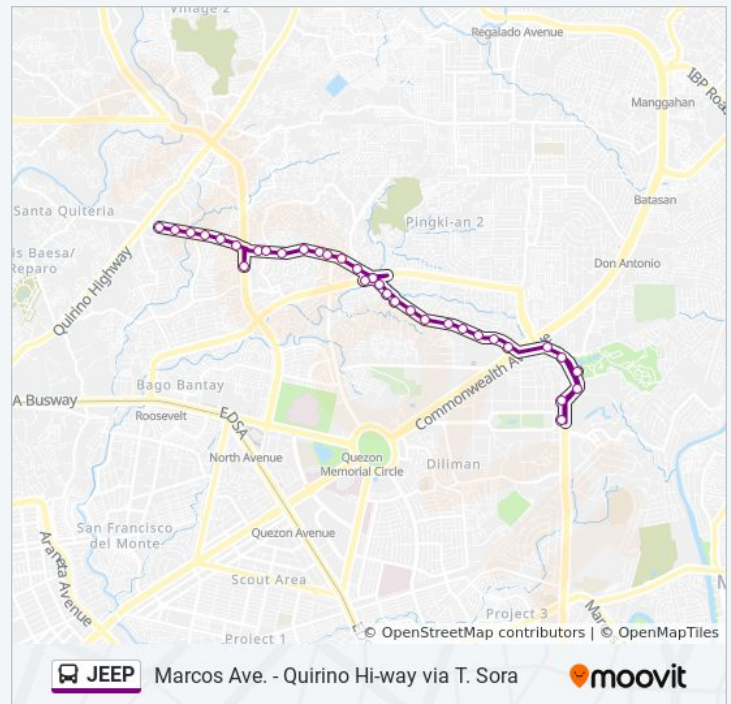 Village 2
Regalado Avenue
IBP Road
Manggahan
Batasan
Santa Quiteria
Pingki-an 2
is Baesa/
Reparo
Don Antonio
Quirino Highway
Commonwealth Avenue
Bago Bantay
A Busway
Roosevelt
EDSA
North Avenue
Quezon
Memorial Circle
Diliman
San Francisco
del Monte
Quezon Avenue
Araneta Avenue
Scout Area
Project 3
Mar
M
Project 1
E
© OpenStreetMap contributors | © OpenMapTiles
JEEP Marcos Ave. - Quirino Hi-way via T. Sora moovit